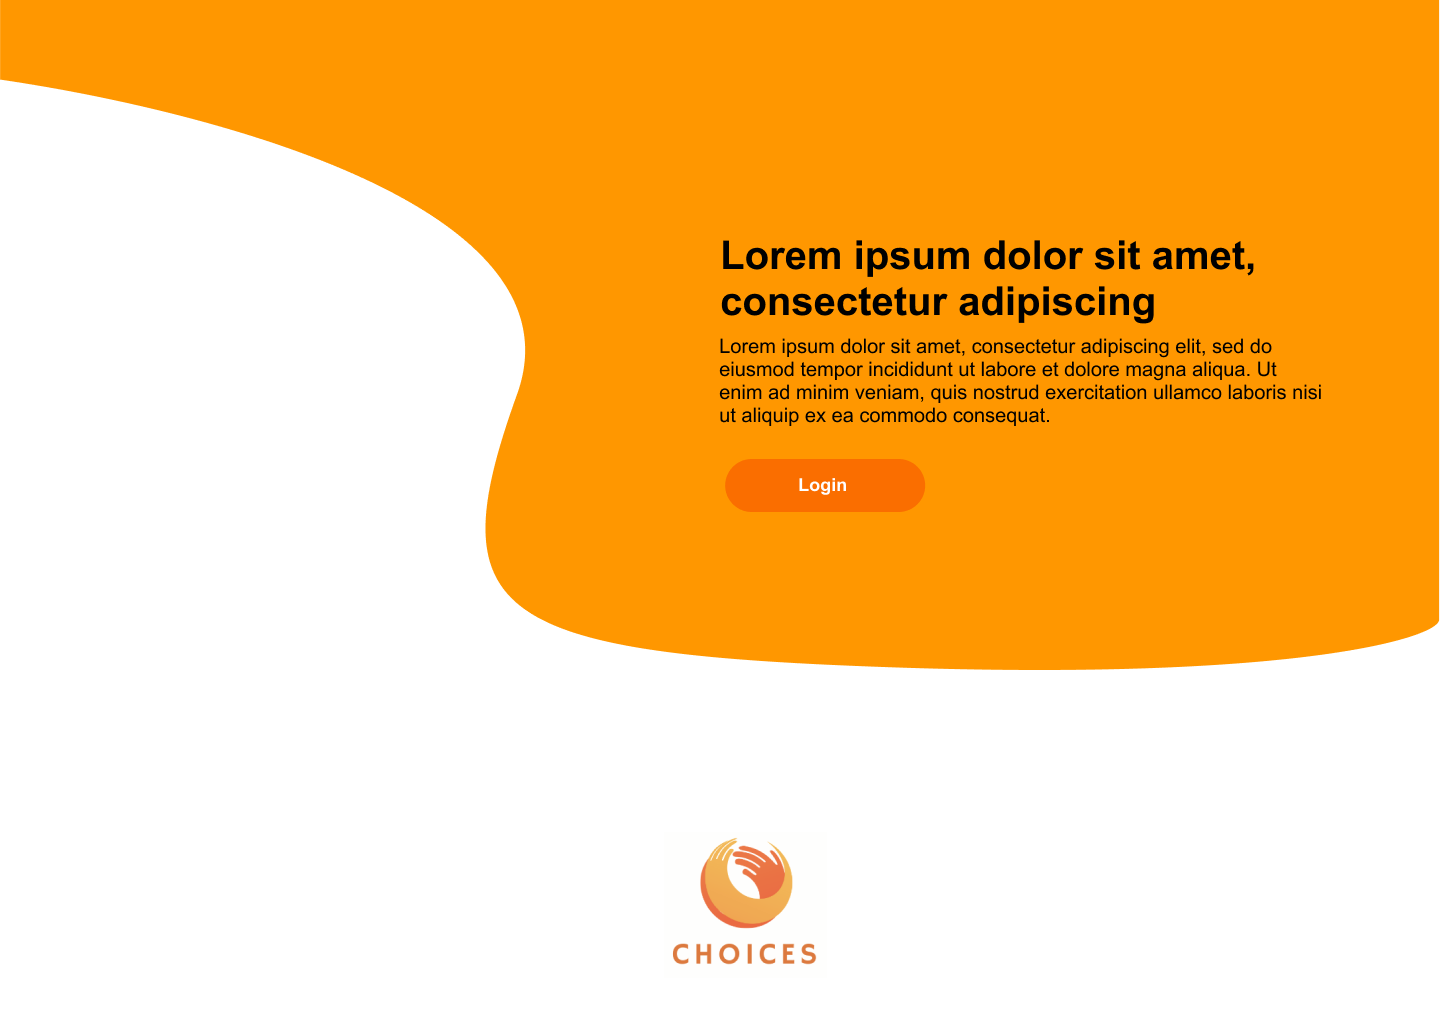 Lorem ipsum dolor sit amet,
consectetur adipiscing
Lorem ipsum dolor sit amet, consectetur adipiscing elit, sed do
eiusmod tempor incididunt ut labore et dolore magna aliqua. Ut
enim ad minim veniam, quis nostrud exercitation ullamco laboris nisi
ut aliquip ex ea commodo consequat.
Login
CHOICES